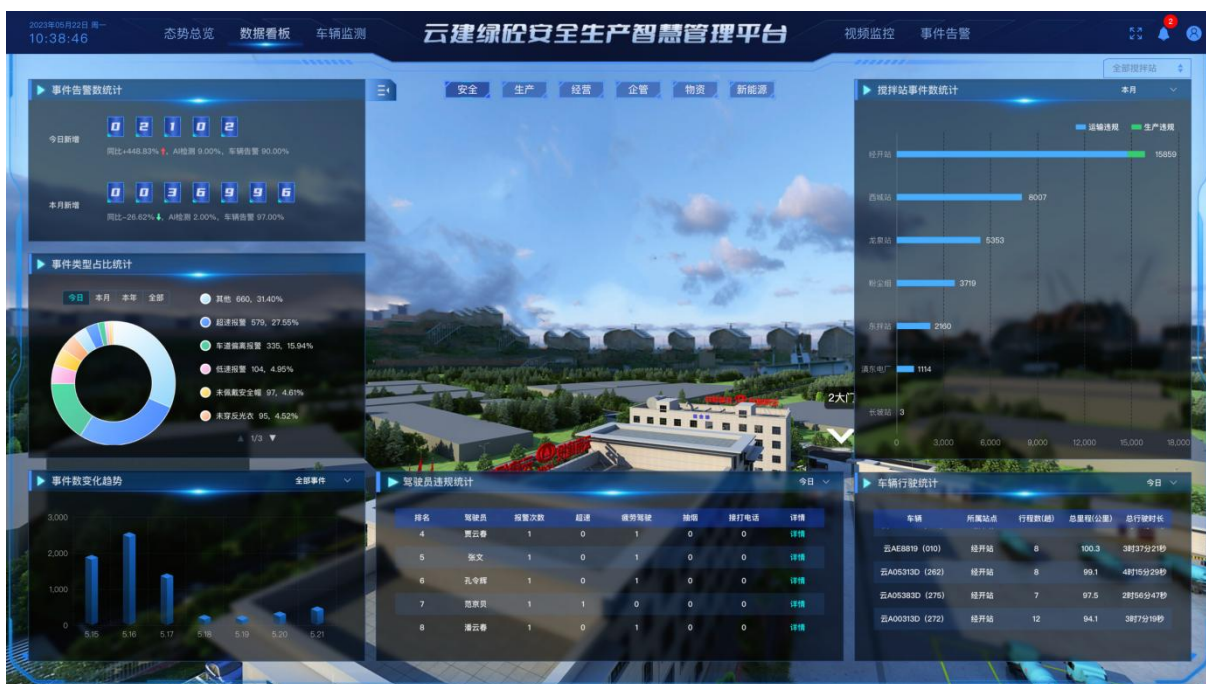 2023年05月22日 周一
10:38:46
态势总览 数据看板 车辆监测
云建绿砼安全生产智慧管理平台
视频监控 事件告警
2
全部搅拌站
安全 生产 经营 企管 物资 新能源
事件告警数统计
今日新增
0 2 1 0 2
同比+448.83%↑, AI检测 9.00%、车辆告警 90.00%
本月新增
0 0 3 6 9 9 6
同比-26.62%↓, AI检测 2.00%、车辆告警 97.00%
事件类型占比统计
今日 本月 本年 全部
其他 660, 31.40%
超速报警 579, 27.55%
车道偏离报警 335, 15.94%
低速报警 104, 4.95%
未佩戴安全帽 97, 4.61%
未穿反光衣 95, 4.52%
▲ 1/3 ▼
事件数变化趋势
全部事件
3,000
2,000
1,000
0
5.15 5.16 5.17 5.18 5.19 5.20 5.21
2大门
驾驶员违规统计
今日
排名 驾驶员 报警次数 超速 疲劳驾驶 抽烟 接打电话 详情
4 贾云春 1 0 1 0 0 详情
5 张文 1 0 1 0 0 详情
6 孔令辉 1 0 1 0 0 详情
7 范京贝 1 1 0 0 0 详情
8 潘云春 1 0 1 0 0 详情
搅拌站事件数统计
本月
运输违规 生产违规
经开站 15859
西城站 8007
龙泉站 5353
粉尘组 3719
东拌站 2160
滇东电厂 1114
长坡站 3
0 3,000 6,000 9,000 12,000 15,000 18,000
车辆行驶统计
今日
车辆 所属站点 行程数(趟) 总里程(公里) 总行驶时长
云AE8819 (010) 经开站 8 100.3 3时37分21秒
云A05313D (262) 经开站 8 99.1 4时15分29秒
云A05383D (275) 经开站 7 97.5 2时56分47秒
云A00313D (272) 经开站 12 94.1 3时7分19秒